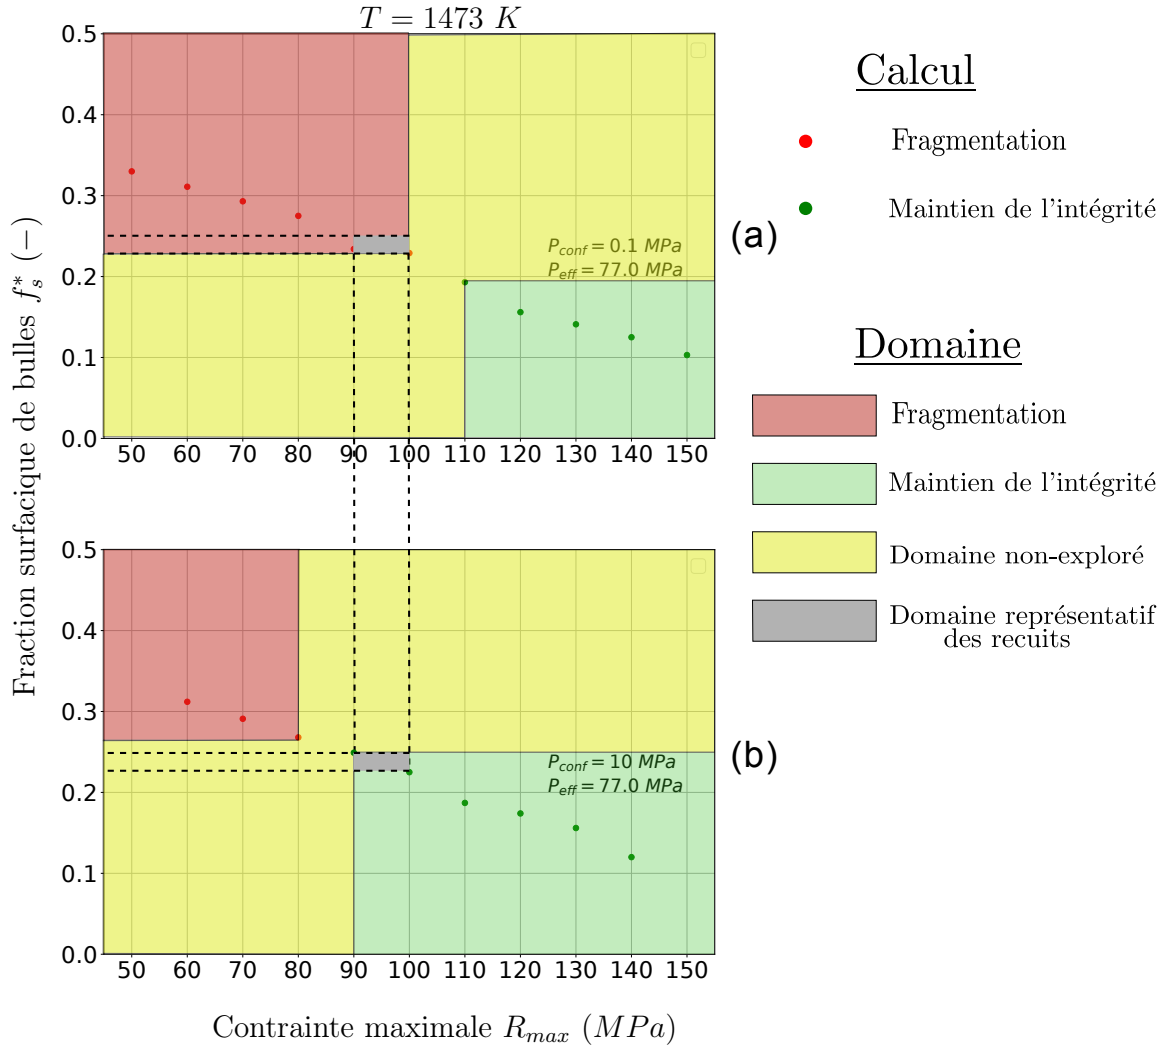 T = 1473 K
Fraction surfacique de bulles f_s^* (−)
0.5
0.4
0.3
0.2
0.1
0.0
P_conf = 0.1 MPa
P_eff = 77.0 MPa
50 60 70 80 90 100 110 120 130 140 150
(a)
0.5
0.4
0.3
0.2
0.1
0.0
P_conf = 10 MPa
P_eff = 77.0 MPa
50 60 70 80 90 100 110 120 130 140 150
(b)
Contrainte maximale R_max (MPa)
Calcul
Fragmentation
Maintien de l'intégrité
Domaine
Fragmentation
Maintien de l'intégrité
Domaine non-exploré
Domaine représentatif
des recuits